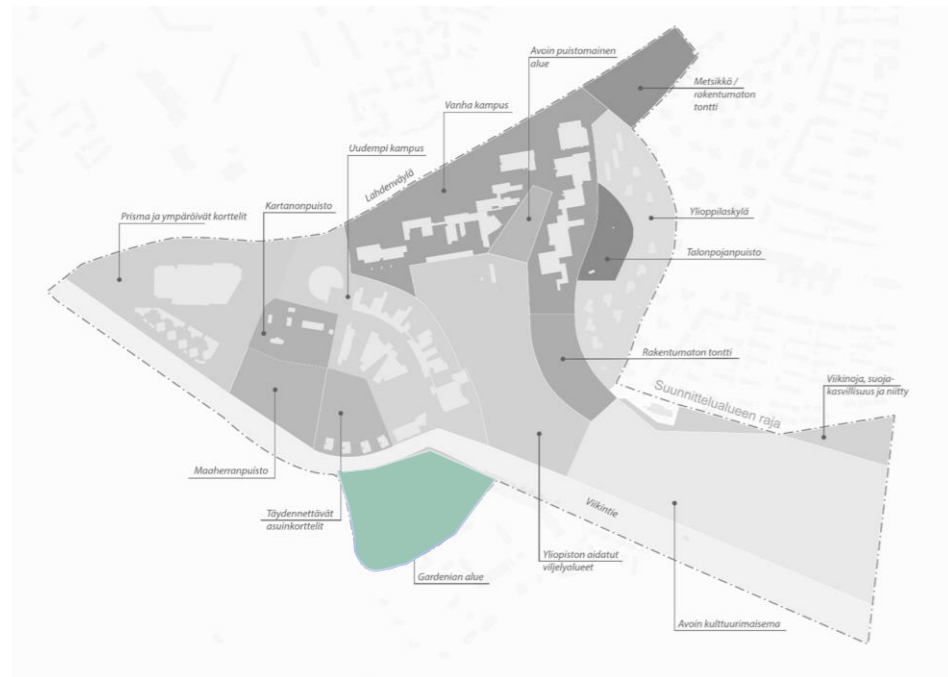 Avoin puistomainen
alue
Metsikkö /
rakentumaton
tontti
Vanha kampus
Uudempi kampus
Lahdenväylä
Kartanonpuisto
Prisma ja ympäröivät korttelit
Ylioppilaskylä
Talonpojanpuisto
Rakentumaton tontti
Viikinoja, suoja-
kasvillisuus ja niitty
Suunnittelualueen raja
Maaherranpuisto
Täydennettävät
asuinkorttelit
Viikintie
Yliopiston aidatut
viljelyalueet
Gardenian alue
Avoin kulttuurimaisema